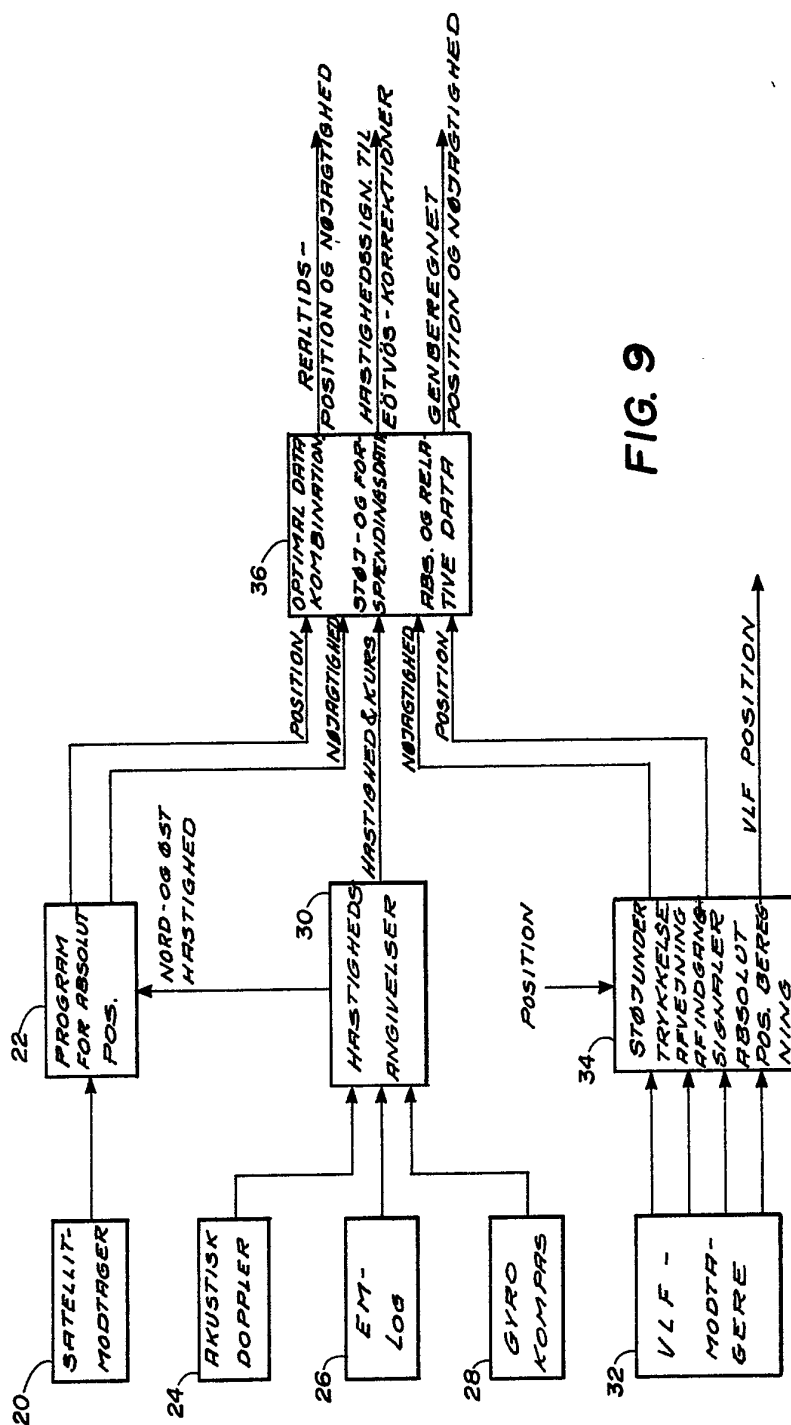 20
SATELLIT-
MODTAGER
22
PROGRAM
FOR ABSOLUT
POS.
24
AKUSTISK
DOPPLER
26
EM-
LOG
28
GYRO
KOMPAS
30
HASTIGHEDS
ANGIVELSER
NORD-OG ØST
HASTIGHED
32
VLF-
MODTA-
GERE
34
STØJUNDER
TRYKKELSE
AFVEJNING
AFINDGANG
SIGNALER
ABSOLUT
POS. BEREG
NING
POSITION
VLF POSITION
POSITION
NØJAGTIGHED
HASTIGHED & KURS
NØJAGTIGHED
POSITION
36
OPTIMAL DATA
KOMBINATION
STØJ-OG FOR-
SPÆNDINGSDATA
ABS. OG RELA-
TIVE DATA
REALTIDS-
POSITION OG NØJAGTIGHED
HASTIGHEDSSIGN. TIL
EÖTVÖS-KORREKTIONER
GENBEREGNET
POSITION OG NØJAGTIGHED
FIG. 9